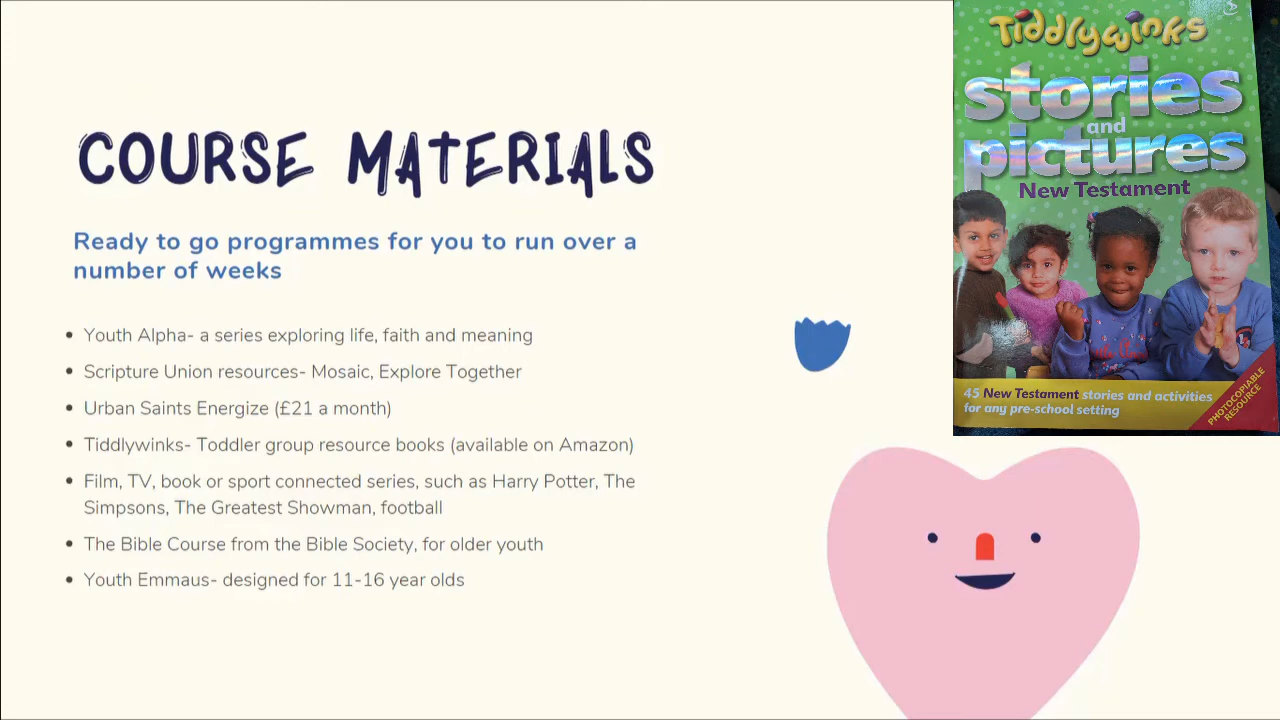 COURSE MATERIALS
Ready to go programmes for you to run over a
number of weeks
Youth Alpha- a series exploring life, faith and meaning
Scripture Union resources- Mosaic, Explore Together
Urban Saints Energize (£21 a month)
Tiddlywinks- Toddler group resource books (available on Amazon)
Film, TV, book or sport connected series, such as Harry Potter, The
Simpsons, The Greatest Showman, football
The Bible Course from the Bible Society, for older youth
Youth Emmaus- designed for 11-16 year olds
Tiddlywinks
stories
and
pictures
New Testament
45 New Testament stories and activities
for any pre-school setting
PHOTOCOPIABLE
RESOURCE